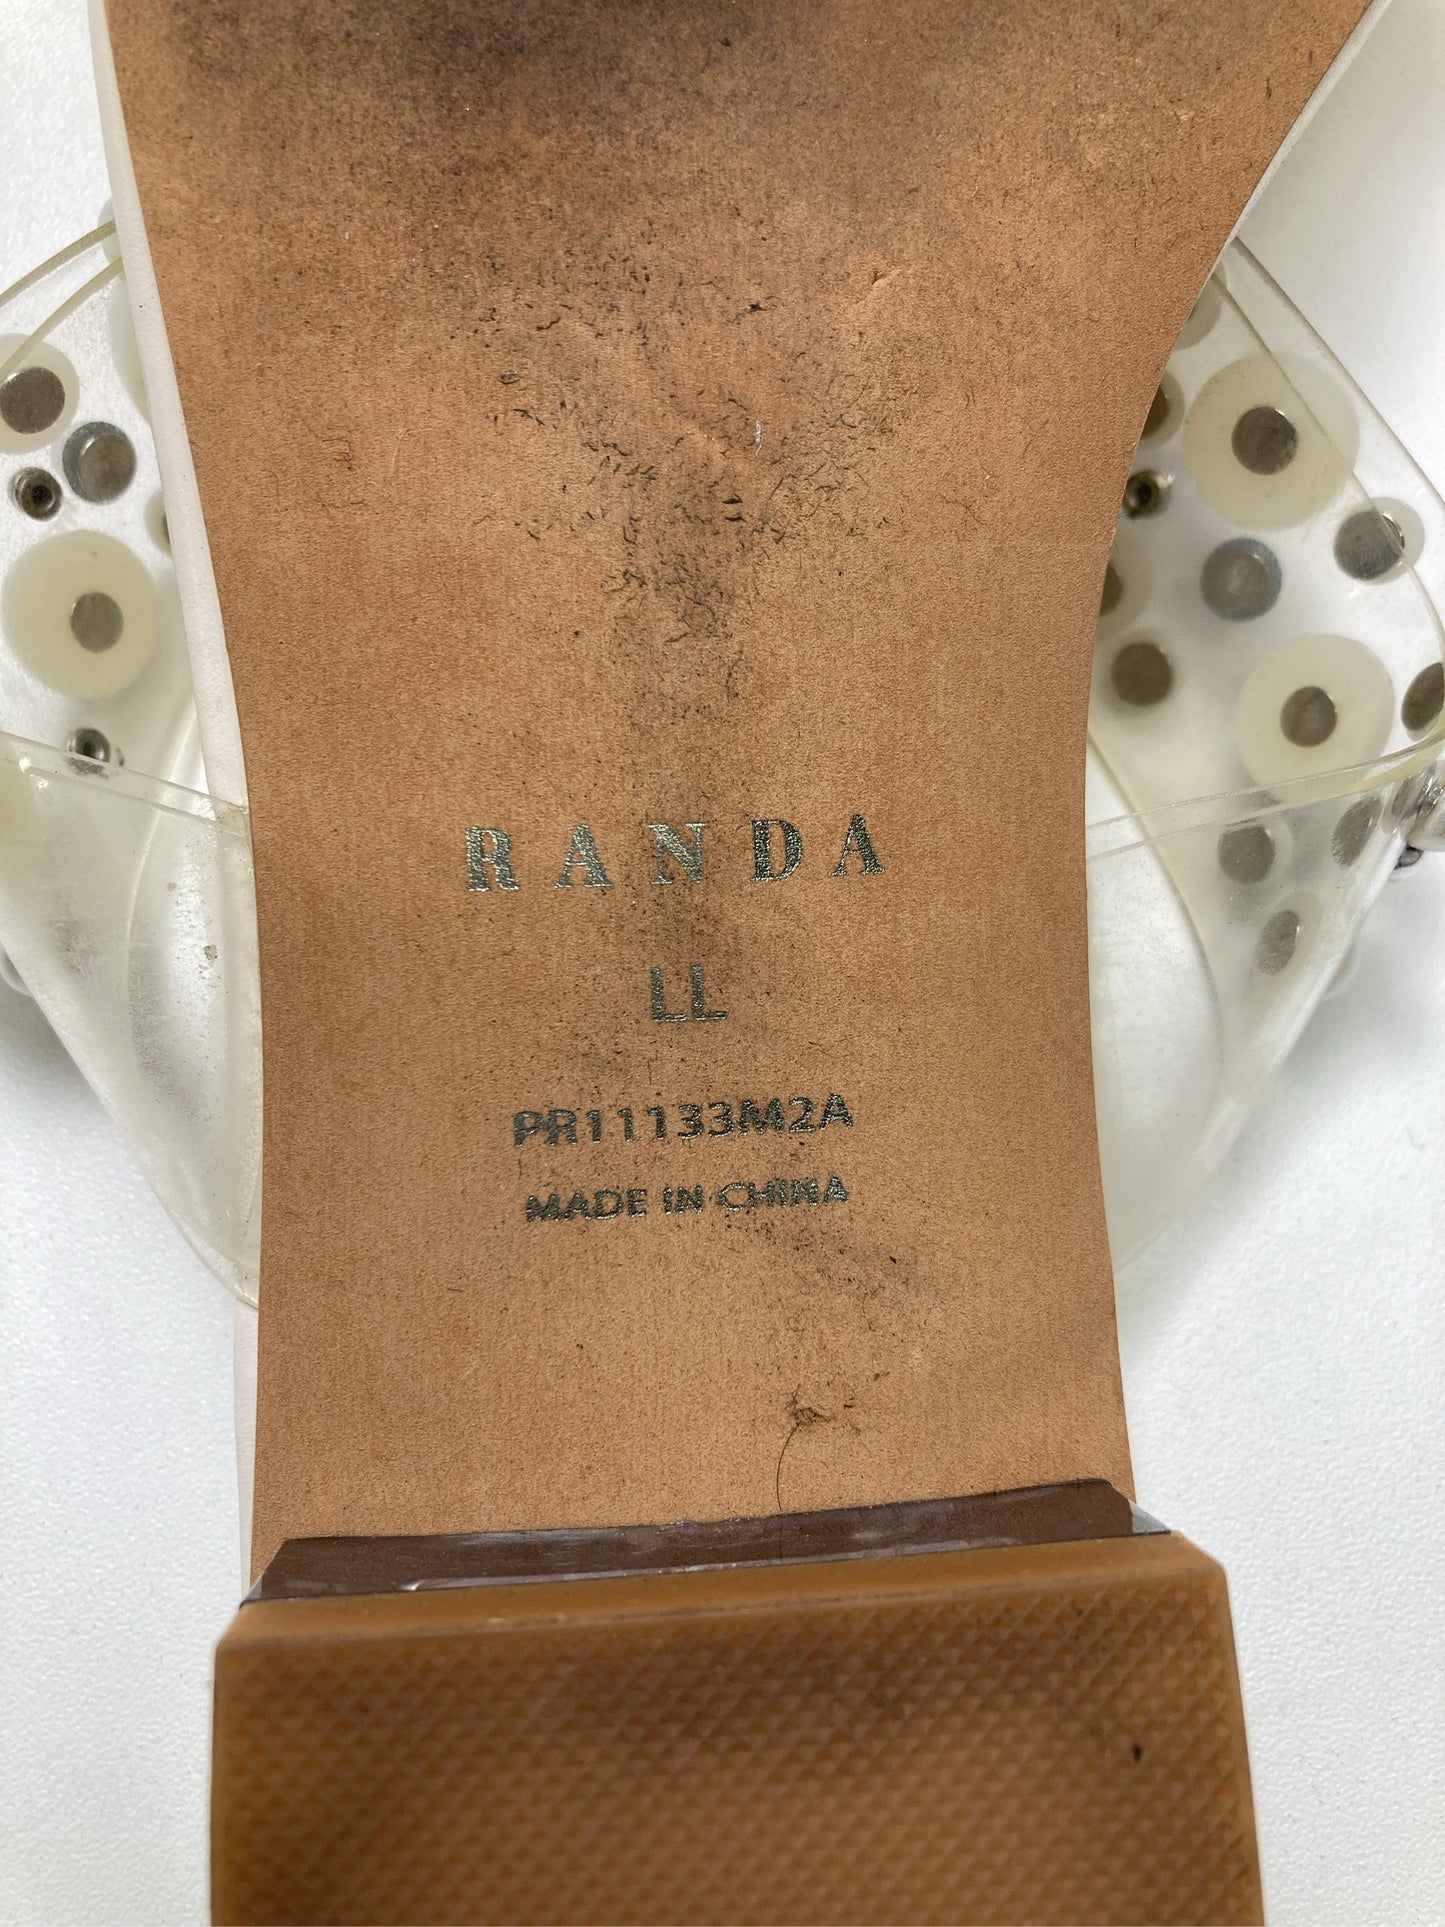 RANDA
LL
PR11133M2A
MADE IN CHINA